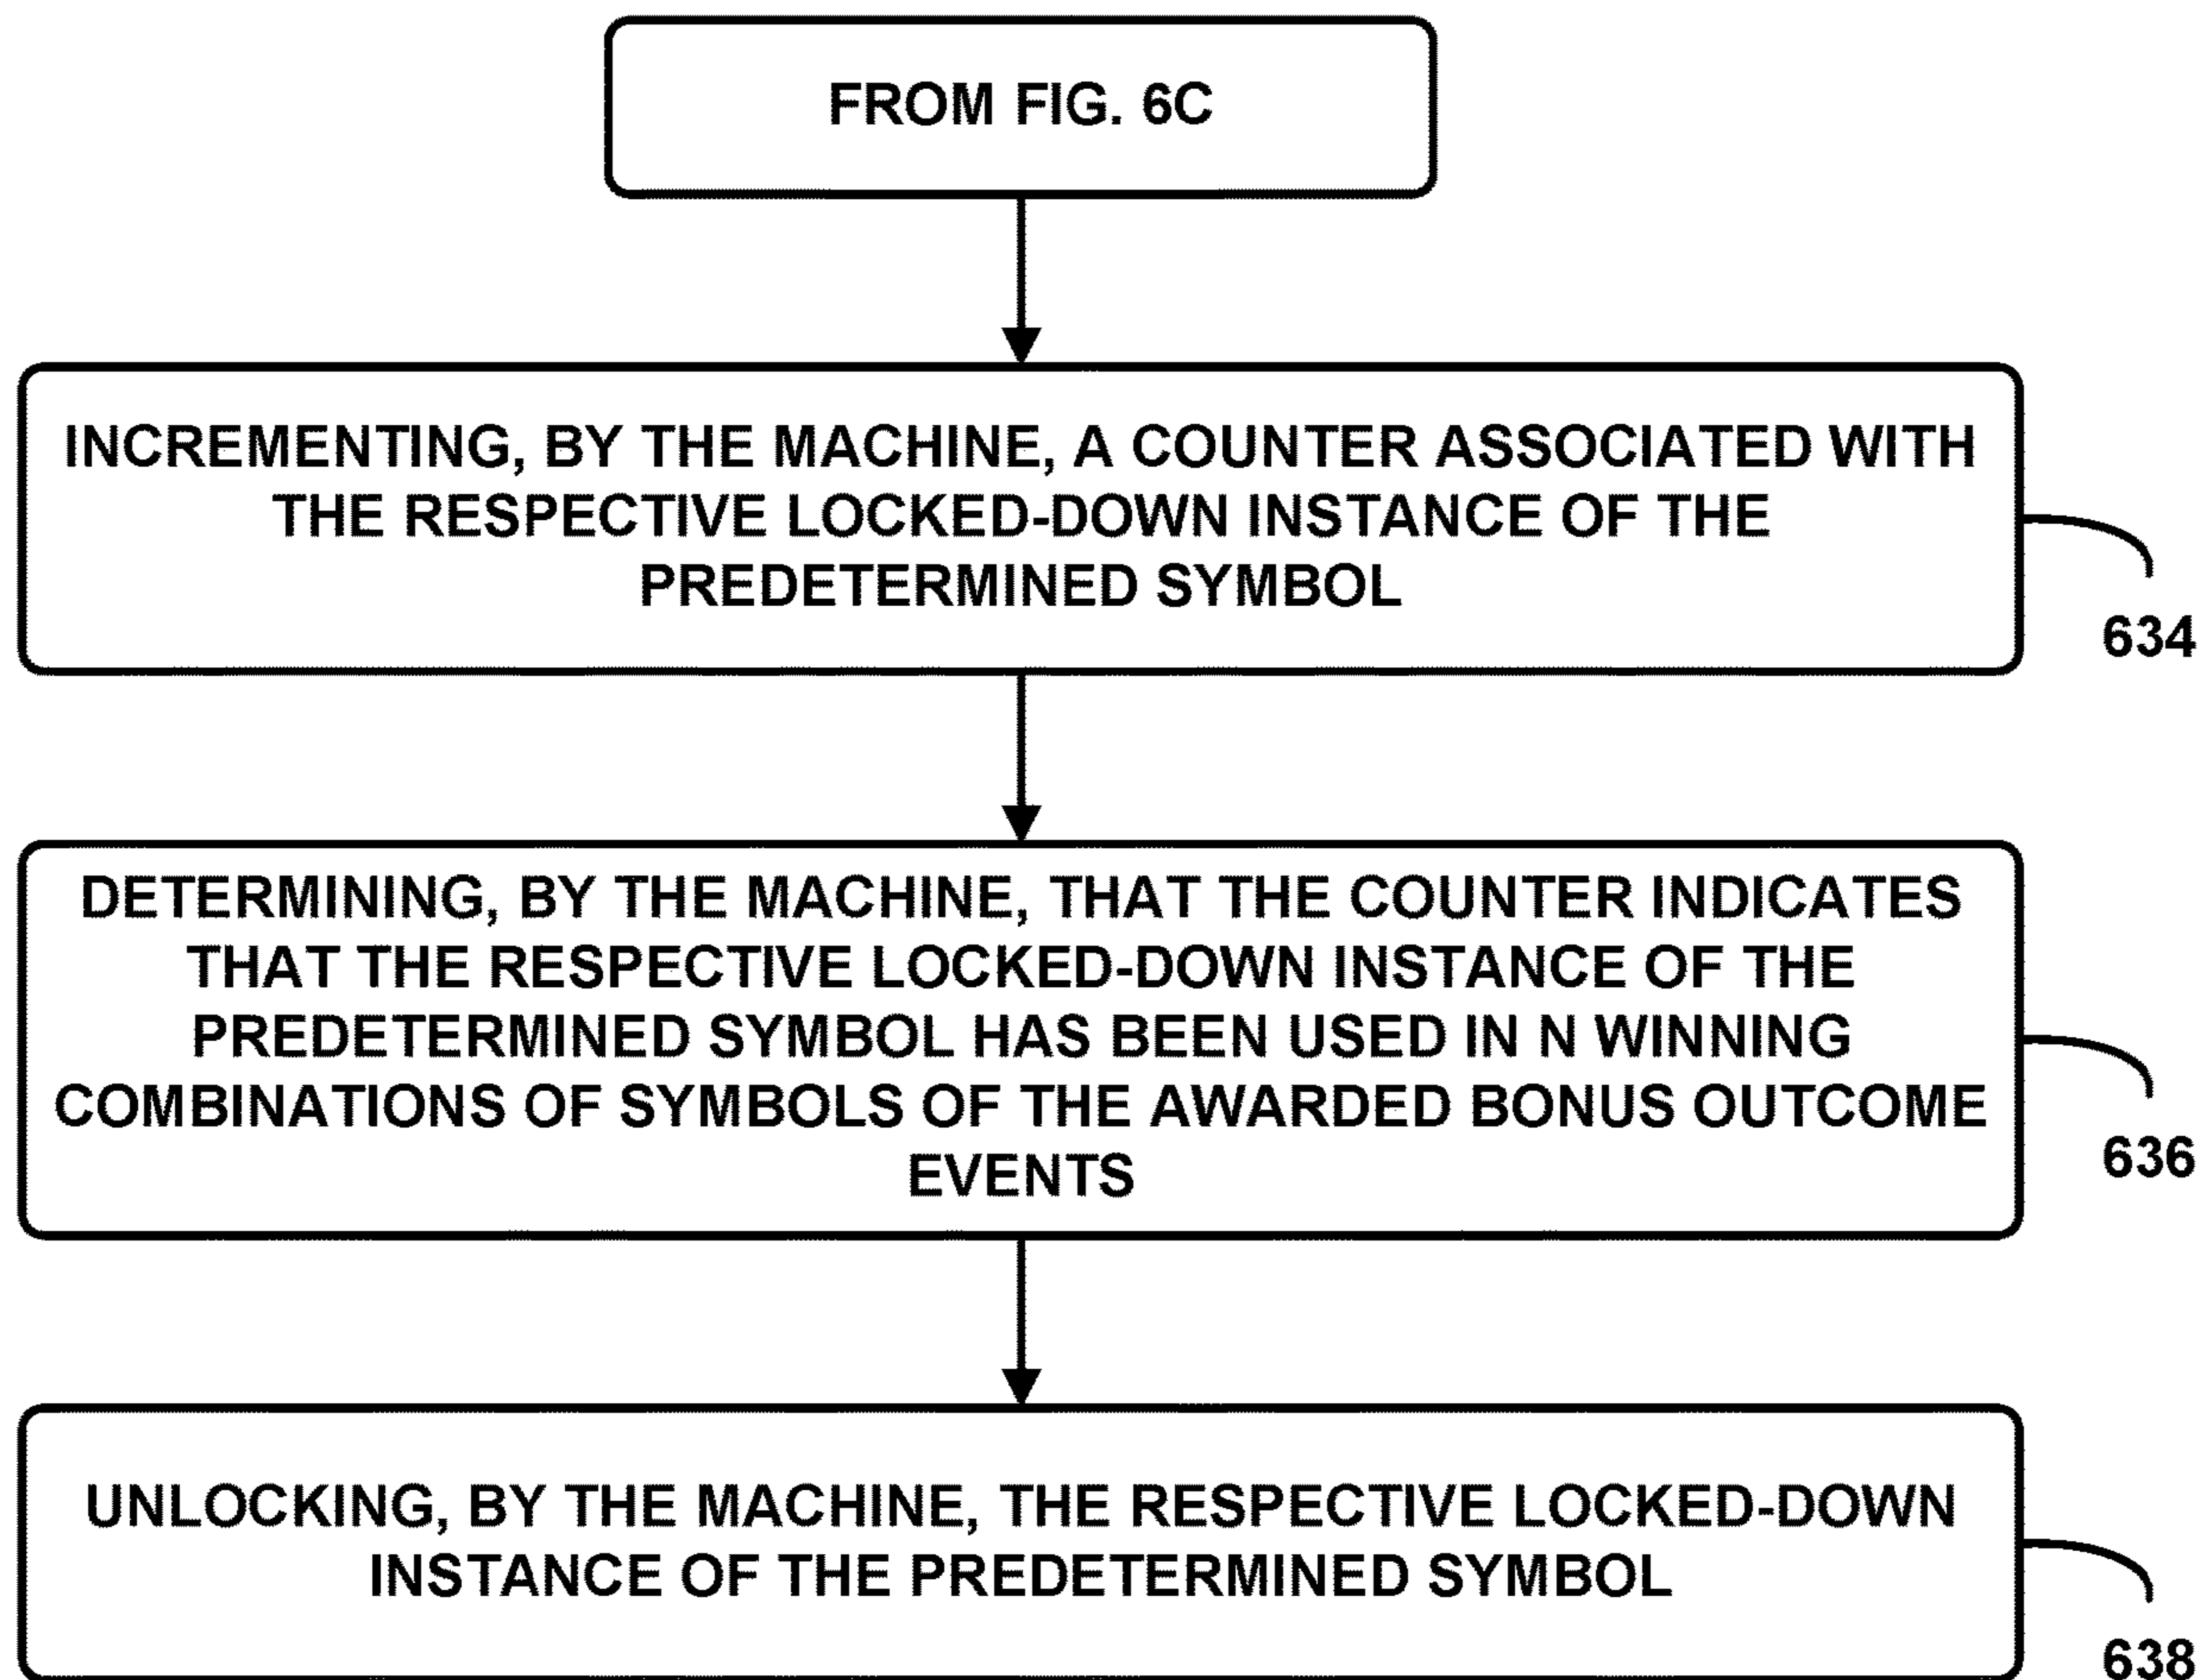 FROM FIG. 6C
INCREMENTING, BY THE MACHINE, A COUNTER ASSOCIATED WITH
THE RESPECTIVE LOCKED-DOWN INSTANCE OF THE
PREDETERMINED SYMBOL
634
DETERMINING, BY THE MACHINE, THAT THE COUNTER INDICATES
THAT THE RESPECTIVE LOCKED-DOWN INSTANCE OF THE
PREDETERMINED SYMBOL HAS BEEN USED IN N WINNING
COMBINATIONS OF SYMBOLS OF THE AWARDED BONUS OUTCOME
EVENTS
636
UNLOCKING, BY THE MACHINE, THE RESPECTIVE LOCKED-DOWN
INSTANCE OF THE PREDETERMINED SYMBOL
638